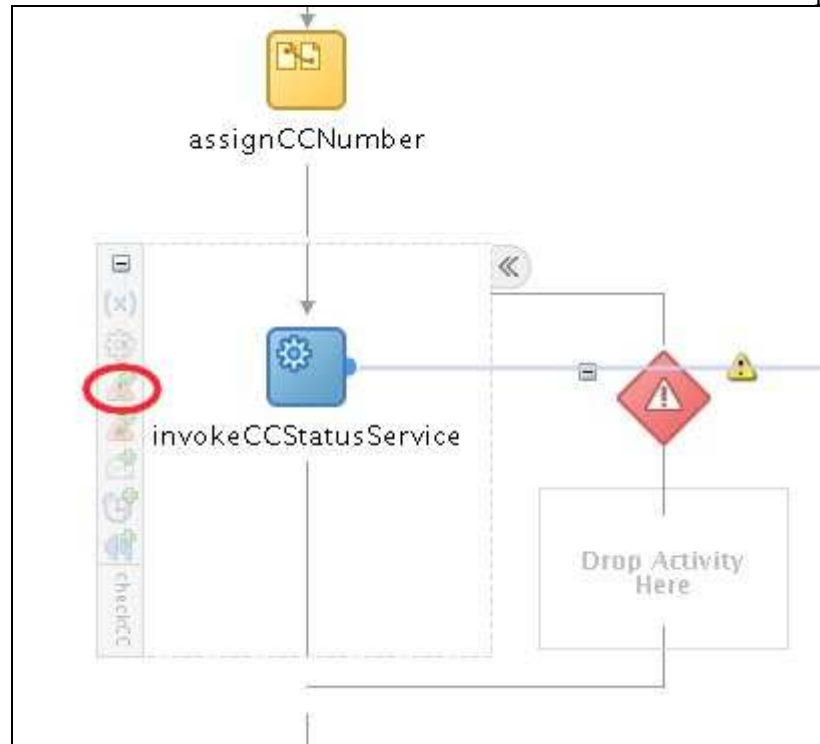 assignCCNumber
(x)
invokeCCStatusService
checkCC
Drop Activity
Here